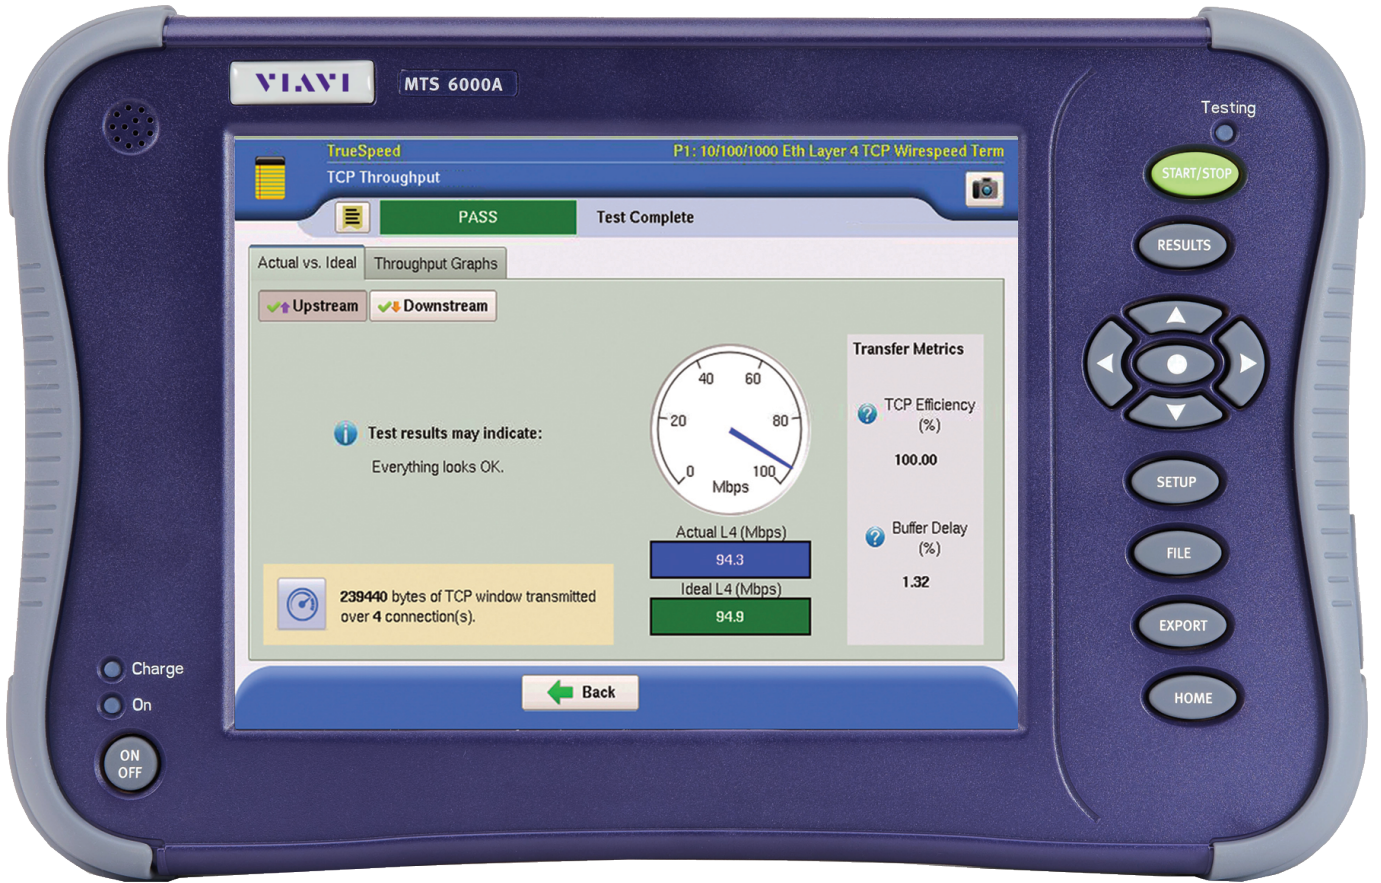 VIAVI
MTS 6000A
Testing
TrueSpeed
P1: 10/100/1000 Eth Layer 4 TCP Wirespeed Term
TCP Throughput
START/STOP
PASS
Test Complete
RESULTS
Actual vs. Ideal
Throughput Graphs
Upstream
Downstream
Test results may indicate:
Everything looks OK.
0
20
40
60
80
100
Mbps
Actual L4 (Mbps)
94.3
Ideal L4 (Mbps)
94.9
Transfer Metrics
TCP Efficiency
(%)
100.00
Buffer Delay
(%)
1.32
239440 bytes of TCP window transmitted
over 4 connection(s).
Back
SETUP
FILE
EXPORT
HOME
Charge
On
ON
OFF